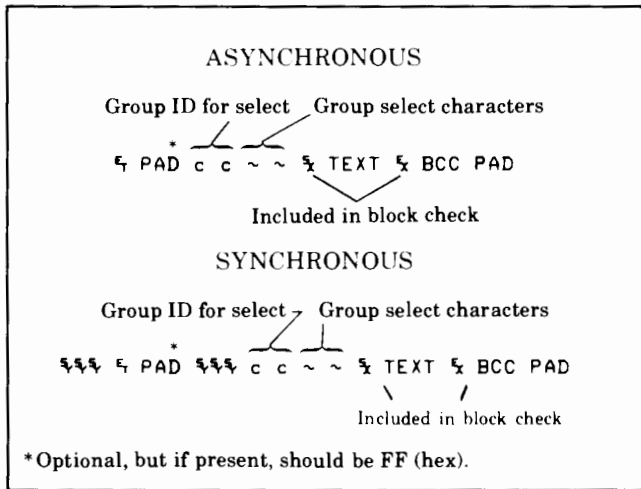 ASYNCHRONOUS
Group ID for select Group select characters
*
␄ PAD c c ~ ~ ␂ TEXT ␃ BCC PAD
Included in block check
SYNCHRONOUS
Group ID for select Group select characters
*
␖␖␖ ␄ PAD ␖␖␖ c c ~ ~ ␂ TEXT ␃ BCC PAD
Included in block check
*Optional, but if present, should be FF (hex).